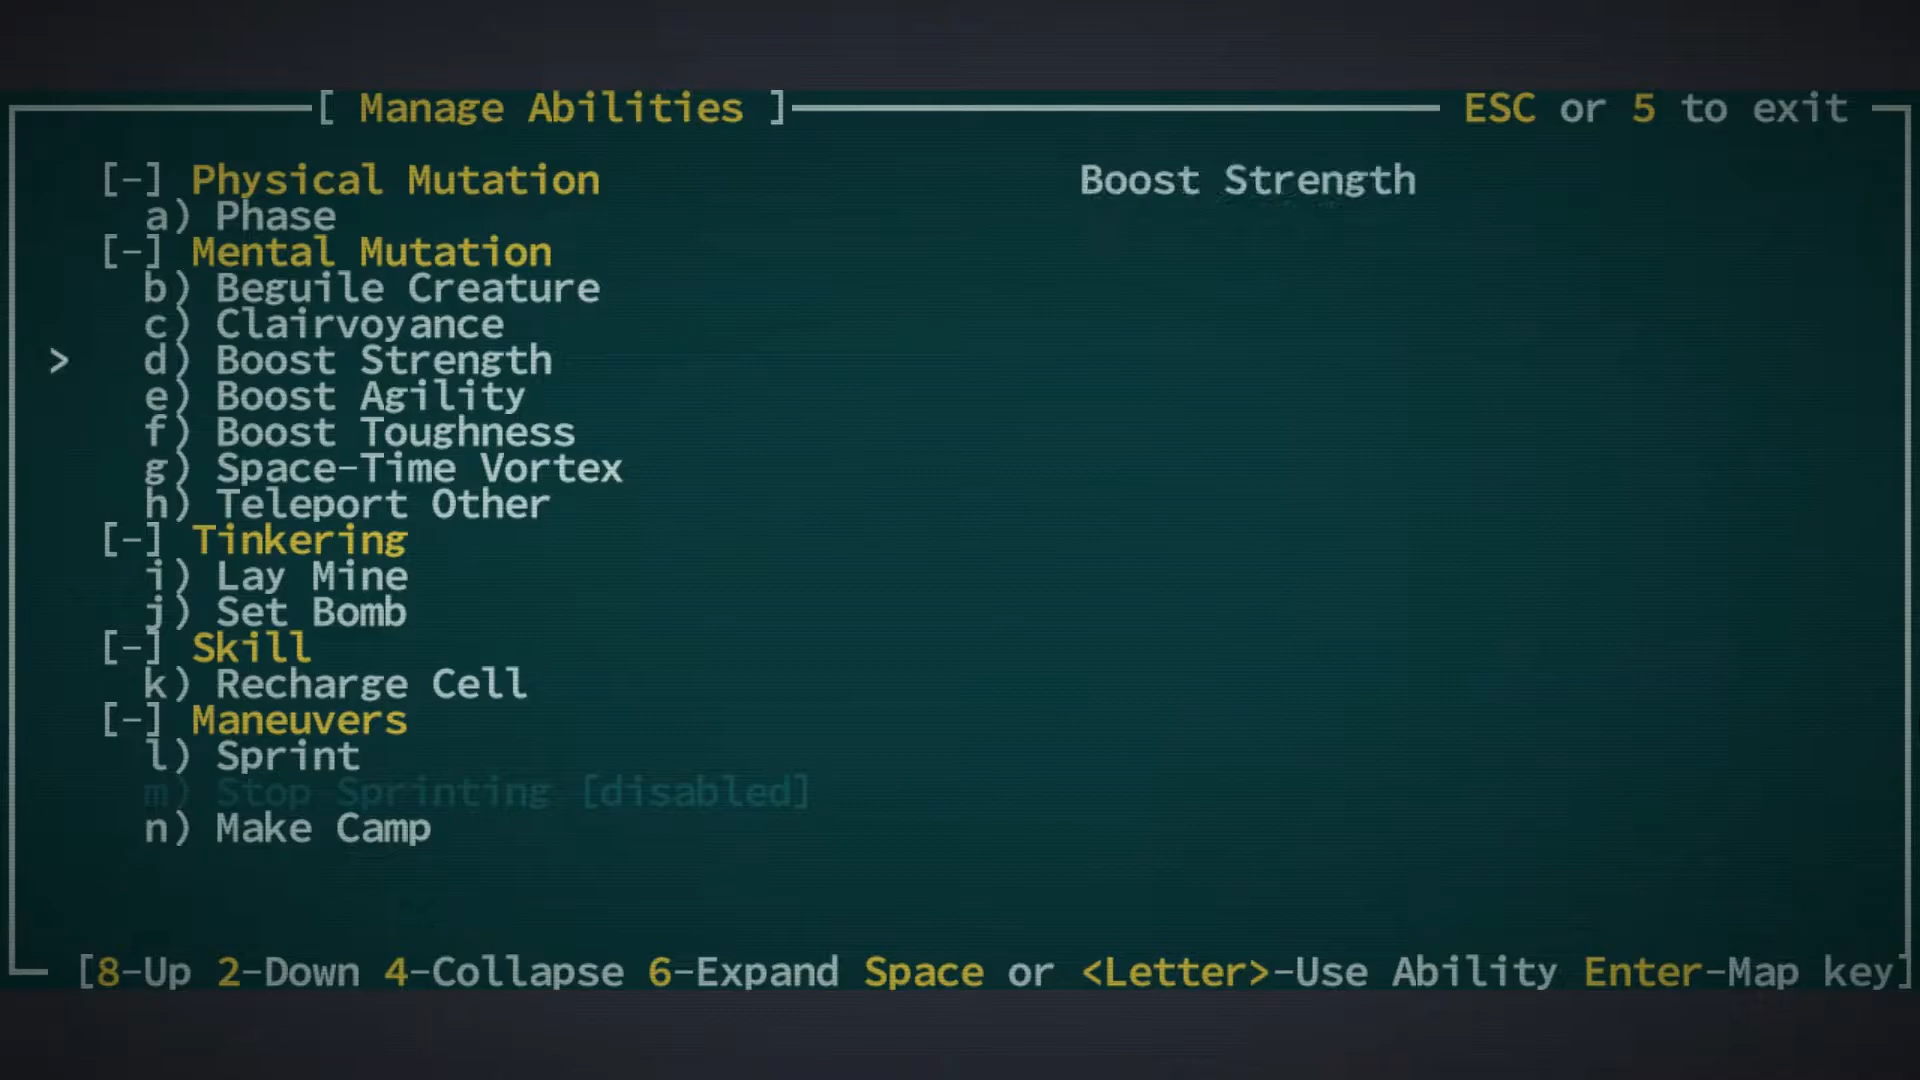 [ Manage Abilities ] ESC or 5 to exit
[-] Physical Mutation Boost Strength
a) Phase
[-] Mental Mutation
b) Beguile Creature
c) Clairvoyance
> d) Boost Strength
e) Boost Agility
f) Boost Toughness
g) Space-Time Vortex
h) Teleport Other
[-] Tinkering
i) Lay Mine
j) Set Bomb
[-] Skill
k) Recharge Cell
[-] Maneuvers
l) Sprint
m) Stop Sprinting [disabled]
n) Make Camp
[8-Up 2-Down 4-Collapse 6-Expand Space or <Letter>-Use Ability Enter-Map key]